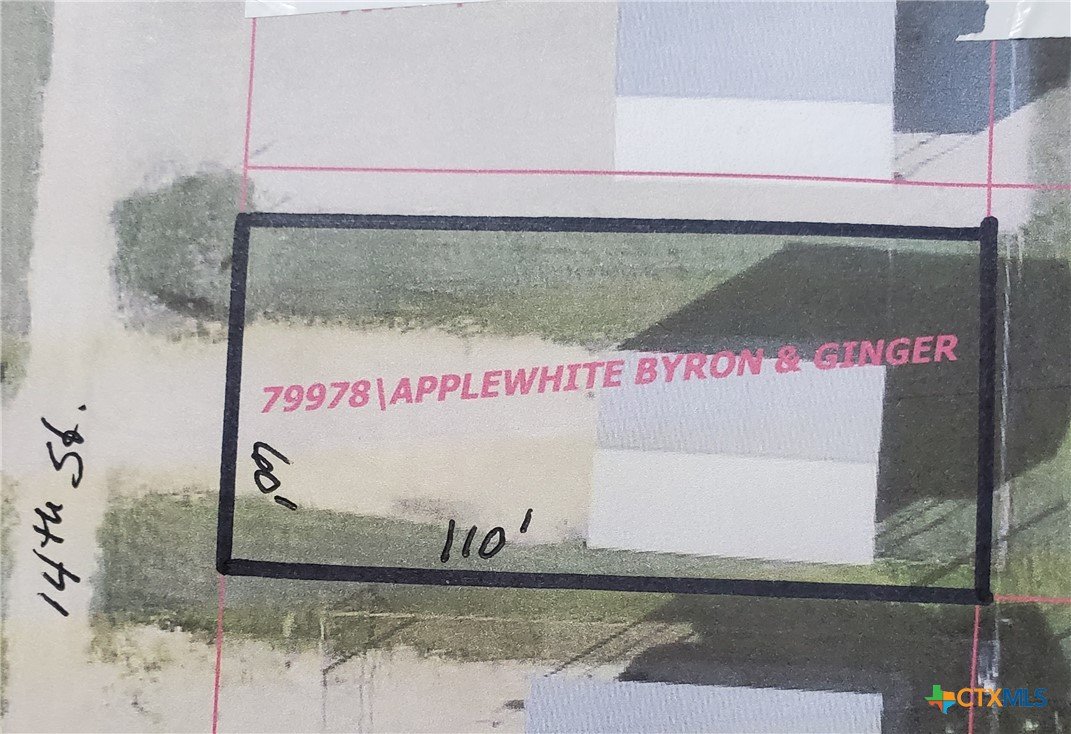 79978\APPLEWHITE BYRON & GINGER
60'
110'
14th St.
CTXMLS